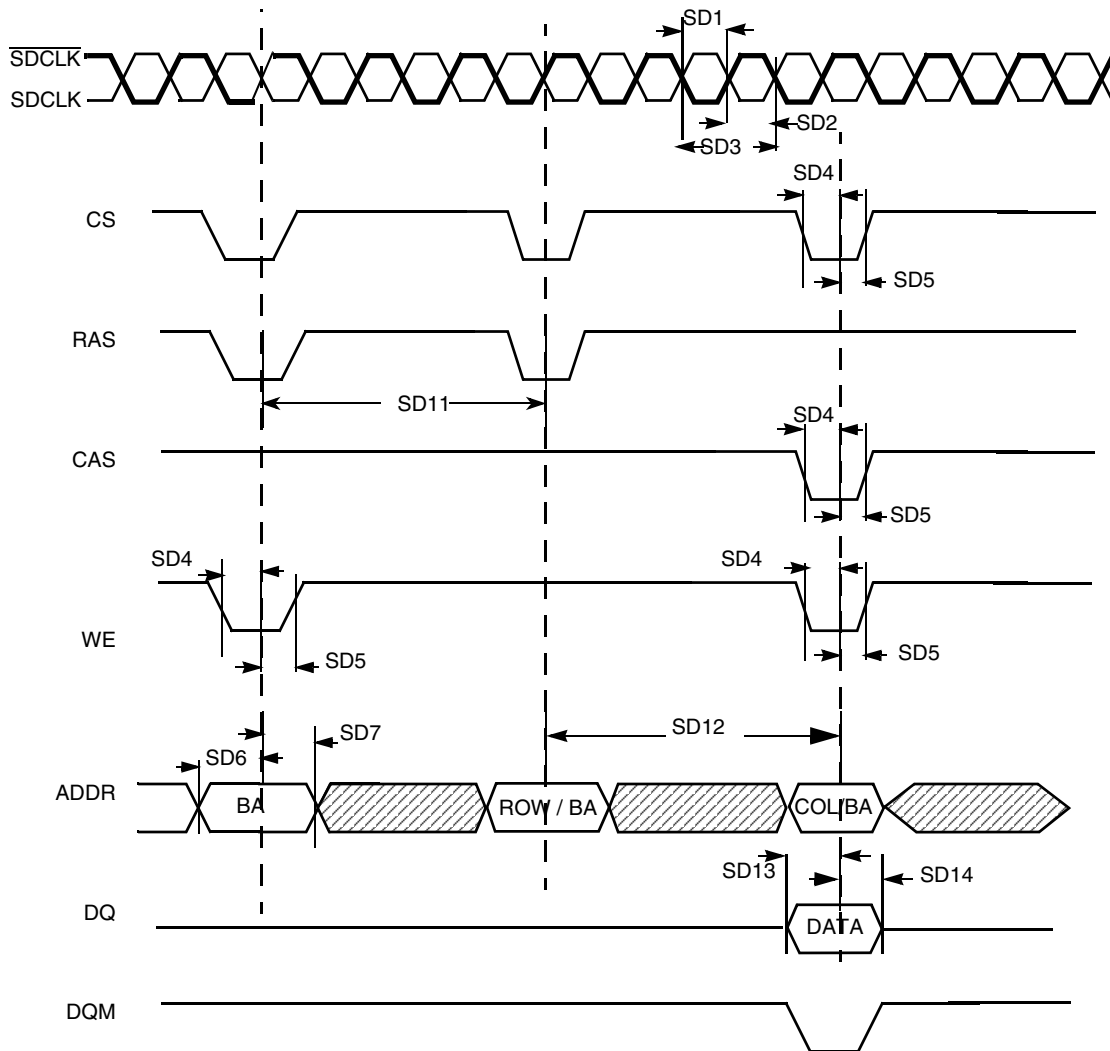 SD1
SDCLK
SDCLK
SD2
SD3
SD4
CS
SD5
RAS
SD11
SD4
CAS
SD5
SD4
SD4
WE
SD5
SD5
SD12
SD7
SD6
ADDR
BA
ROW / BA
COL/BA
SD13
SD14
DQ
DATA
DQM